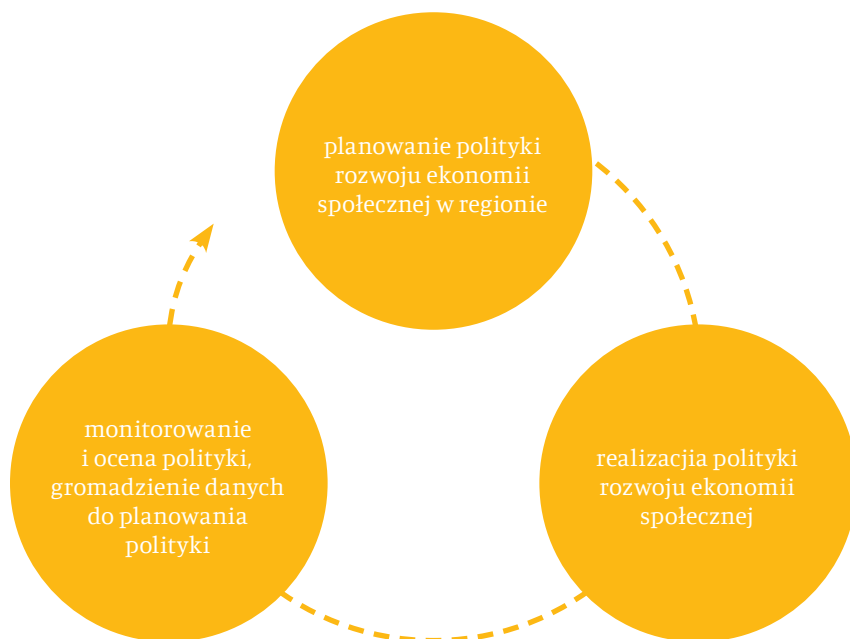 planowanie polityki
rozwoju ekonomii
społecznej w regionie
realizacjia polityki
rozwoju ekonomii
społecznej
monitorowanie
i ocena polityki,
gromadzienie danych
do planowania
polityki